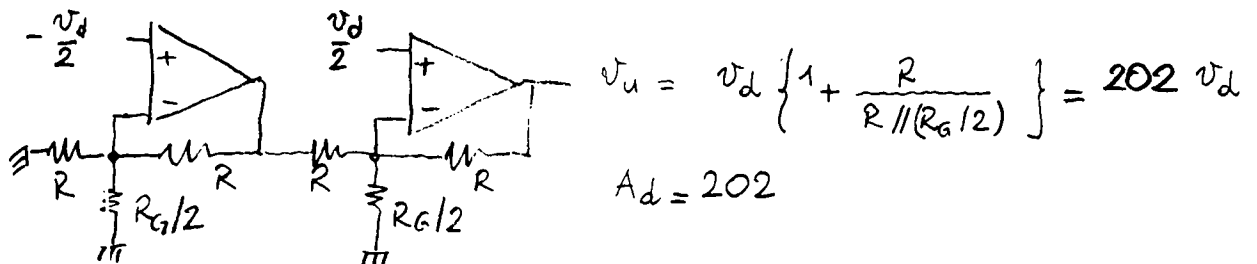 - v_d/2
+
−
v_d/2
+
−
v_u = v_d { 1 + R / (R // (R_G/2)) } = 202 v_d
R
R
R
R
R_G/2
R_G/2
A_d = 202